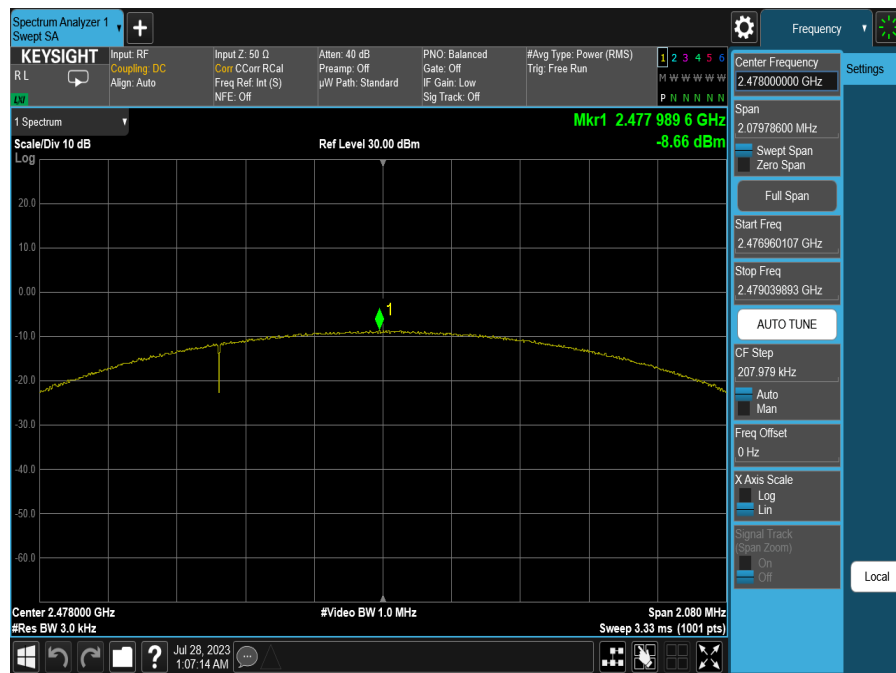 Spectrum Analyzer 1
Swept SA
+
Frequency
KEYSIGHT
R L
LXI
Input: RF
Coupling: DC
Align: Auto
Input Z: 50 Ω
Corr CCorr RCal
Freq Ref: Int (S)
NFE: Off
Atten: 40 dB
Preamp: Off
µW Path: Standard
PNO: Balanced
Gate: Off
IF Gain: Low
Sig Track: Off
#Avg Type: Power (RMS)
Trig: Free Run
1 2 3 4 5 6
M W W W W W
P N N N N N
1 Spectrum
Scale/Div 10 dB
Log
Ref Level 30.00 dBm
Mkr1 2.477 989 6 GHz
-8.66 dBm
20.0
10.0
0.00
-10.0
-20.0
-30.0
-40.0
-50.0
-60.0
1
Center 2.478000 GHz
#Res BW 3.0 kHz
#Video BW 1.0 MHz
Span 2.080 MHz
Sweep 3.33 ms (1001 pts)
Center Frequency
2.478000000 GHz
Settings
Span
2.07978600 MHz
Swept Span
Zero Span
Full Span
Start Freq
2.476960107 GHz
Stop Freq
2.479039893 GHz
AUTO TUNE
CF Step
207.979 kHz
Auto
Man
Freq Offset
0 Hz
X Axis Scale
Log
Lin
Signal Track
(Span Zoom)
On
Off
Local
?
Jul 28, 2023
1:07:14 AM